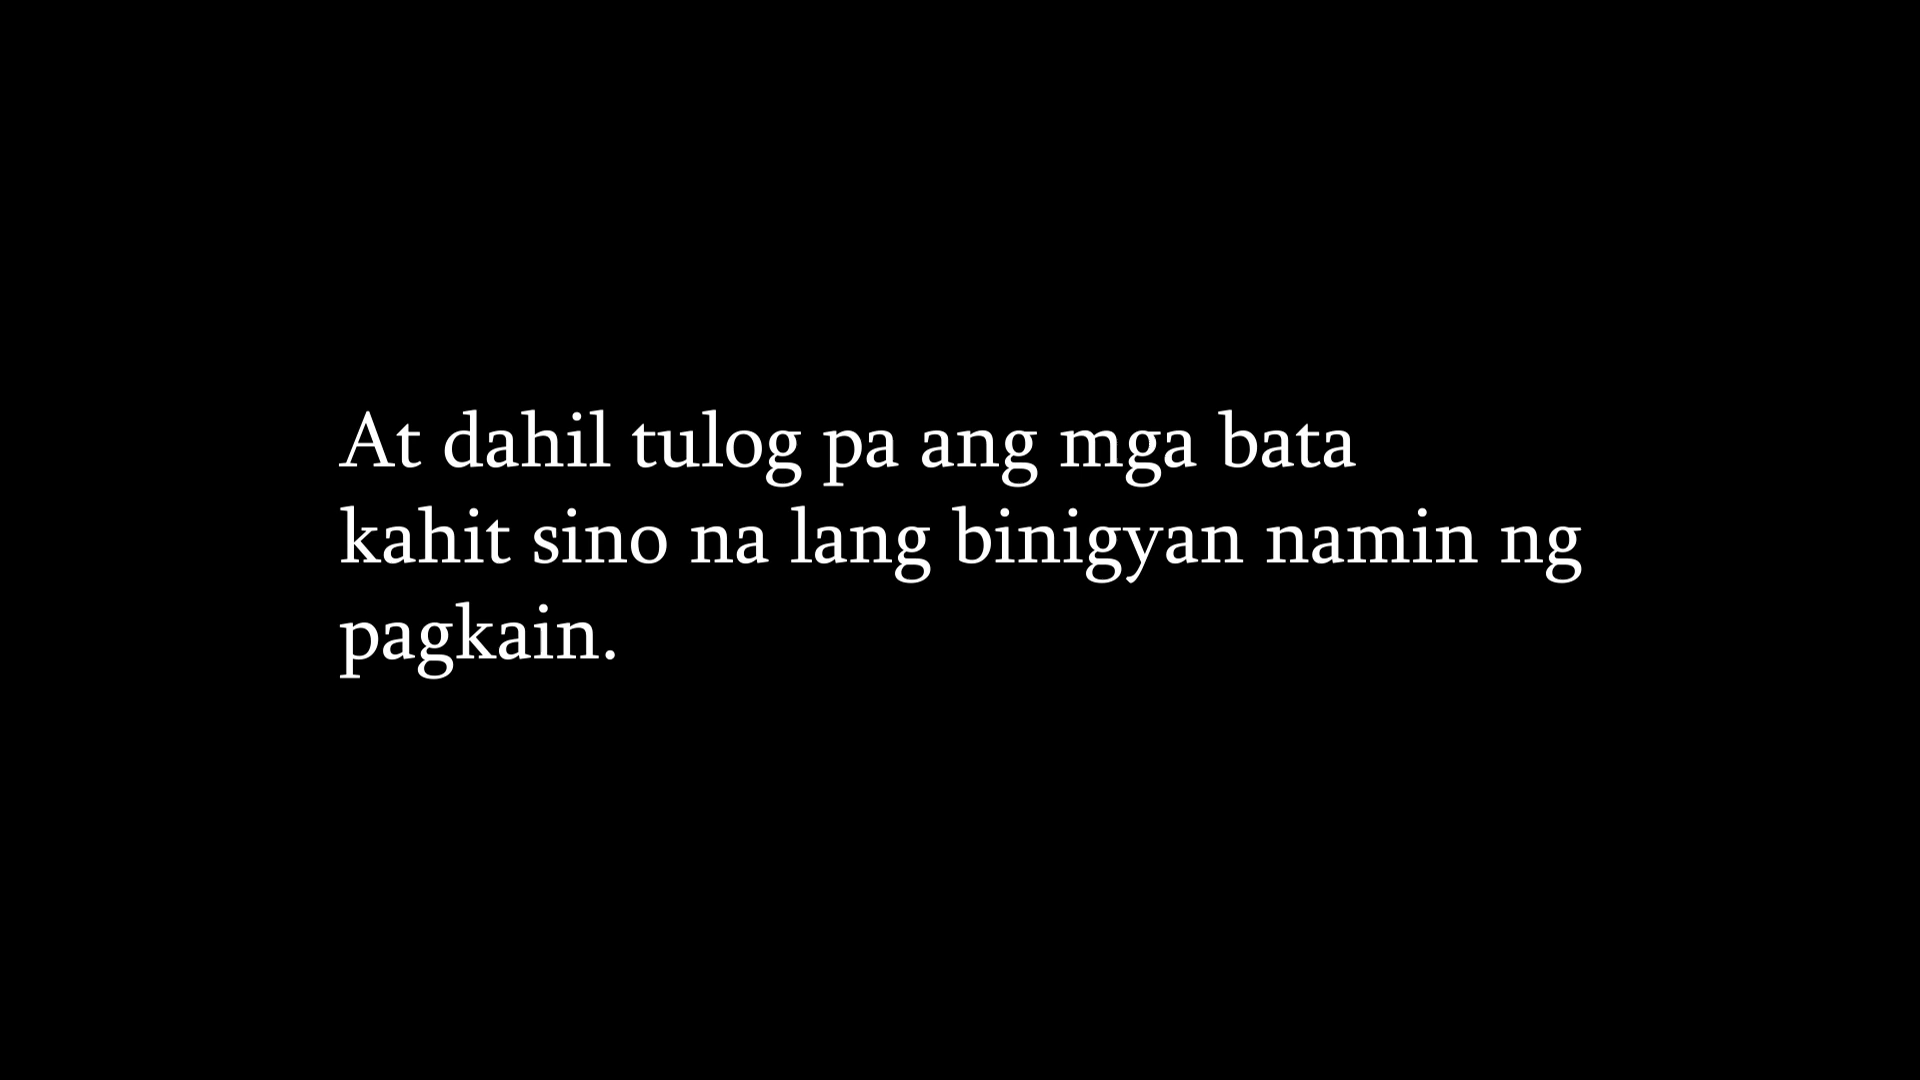 At dahil tulog pa ang mga bata
kahit sino na lang binigyan namin ng
pagkain.